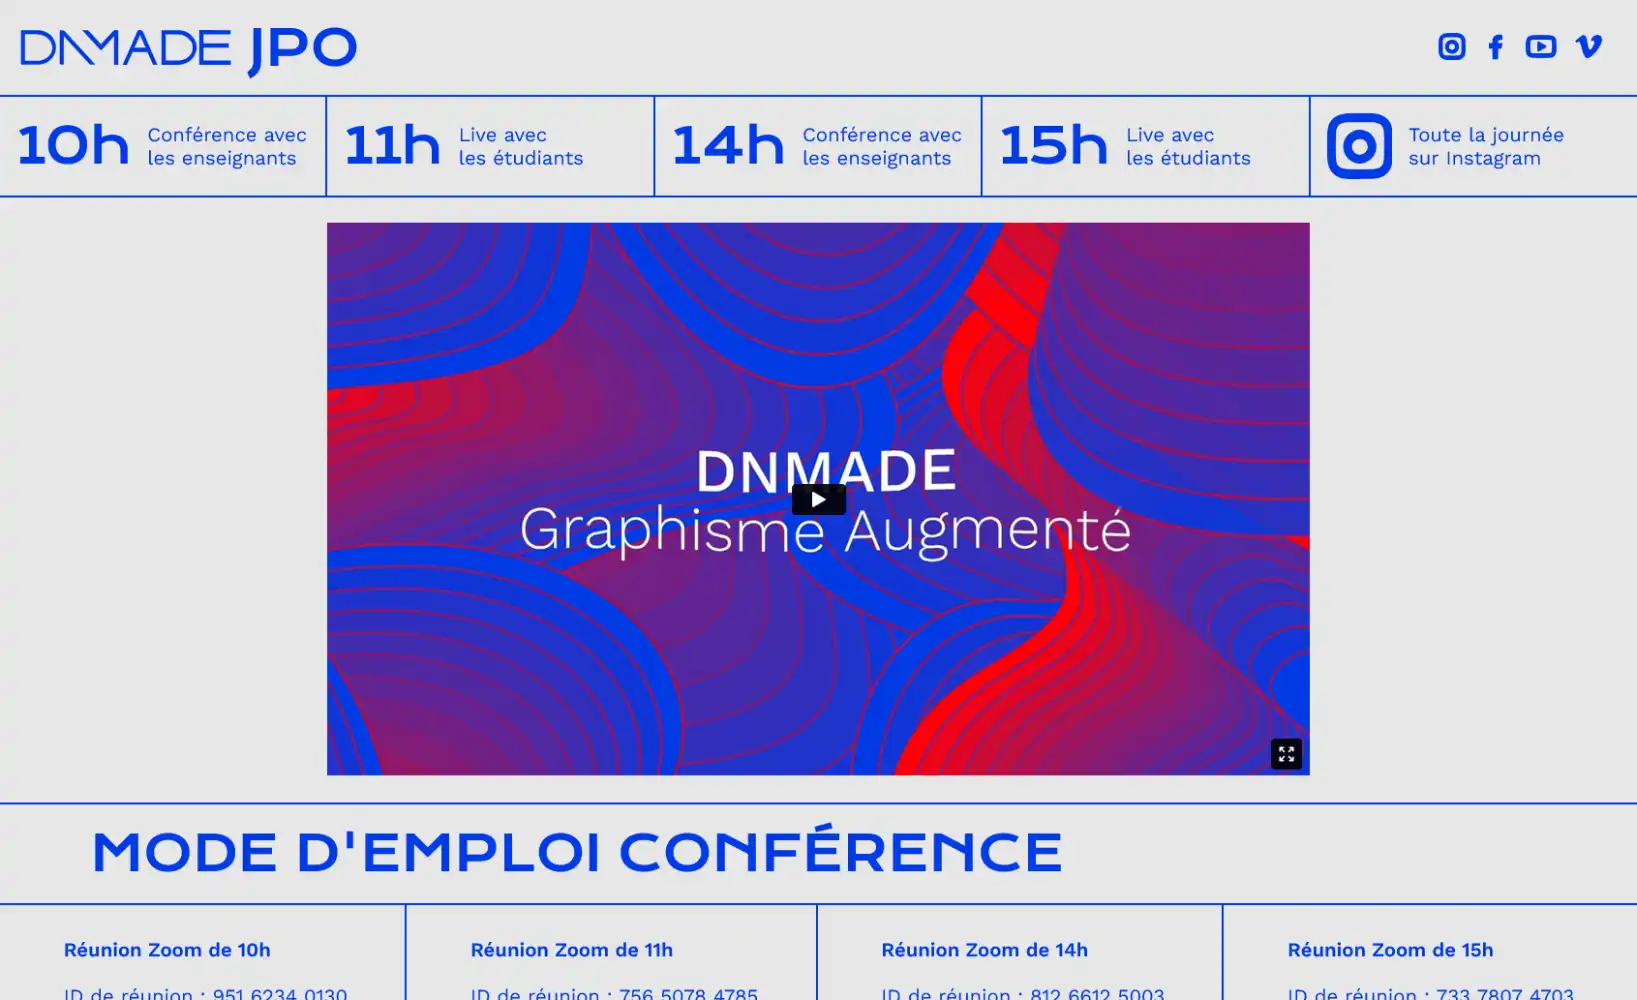 DNMADE JPO
10h
Conférence avec
les enseignants
11h
Live avec
les étudiants
14h
Conférence avec
les enseignants
15h
Live avec
les étudiants
Toute la journée
sur Instagram
DNMADE
Graphisme Augmenté
MODE D'EMPLOI CONFÉRENCE
Réunion Zoom de 10h
ID de réunion : 951 6234 0130
Réunion Zoom de 11h
ID de réunion : 756 5078 4785
Réunion Zoom de 14h
ID de réunion : 812 6612 5003
Réunion Zoom de 15h
ID de réunion : 733 7807 4703